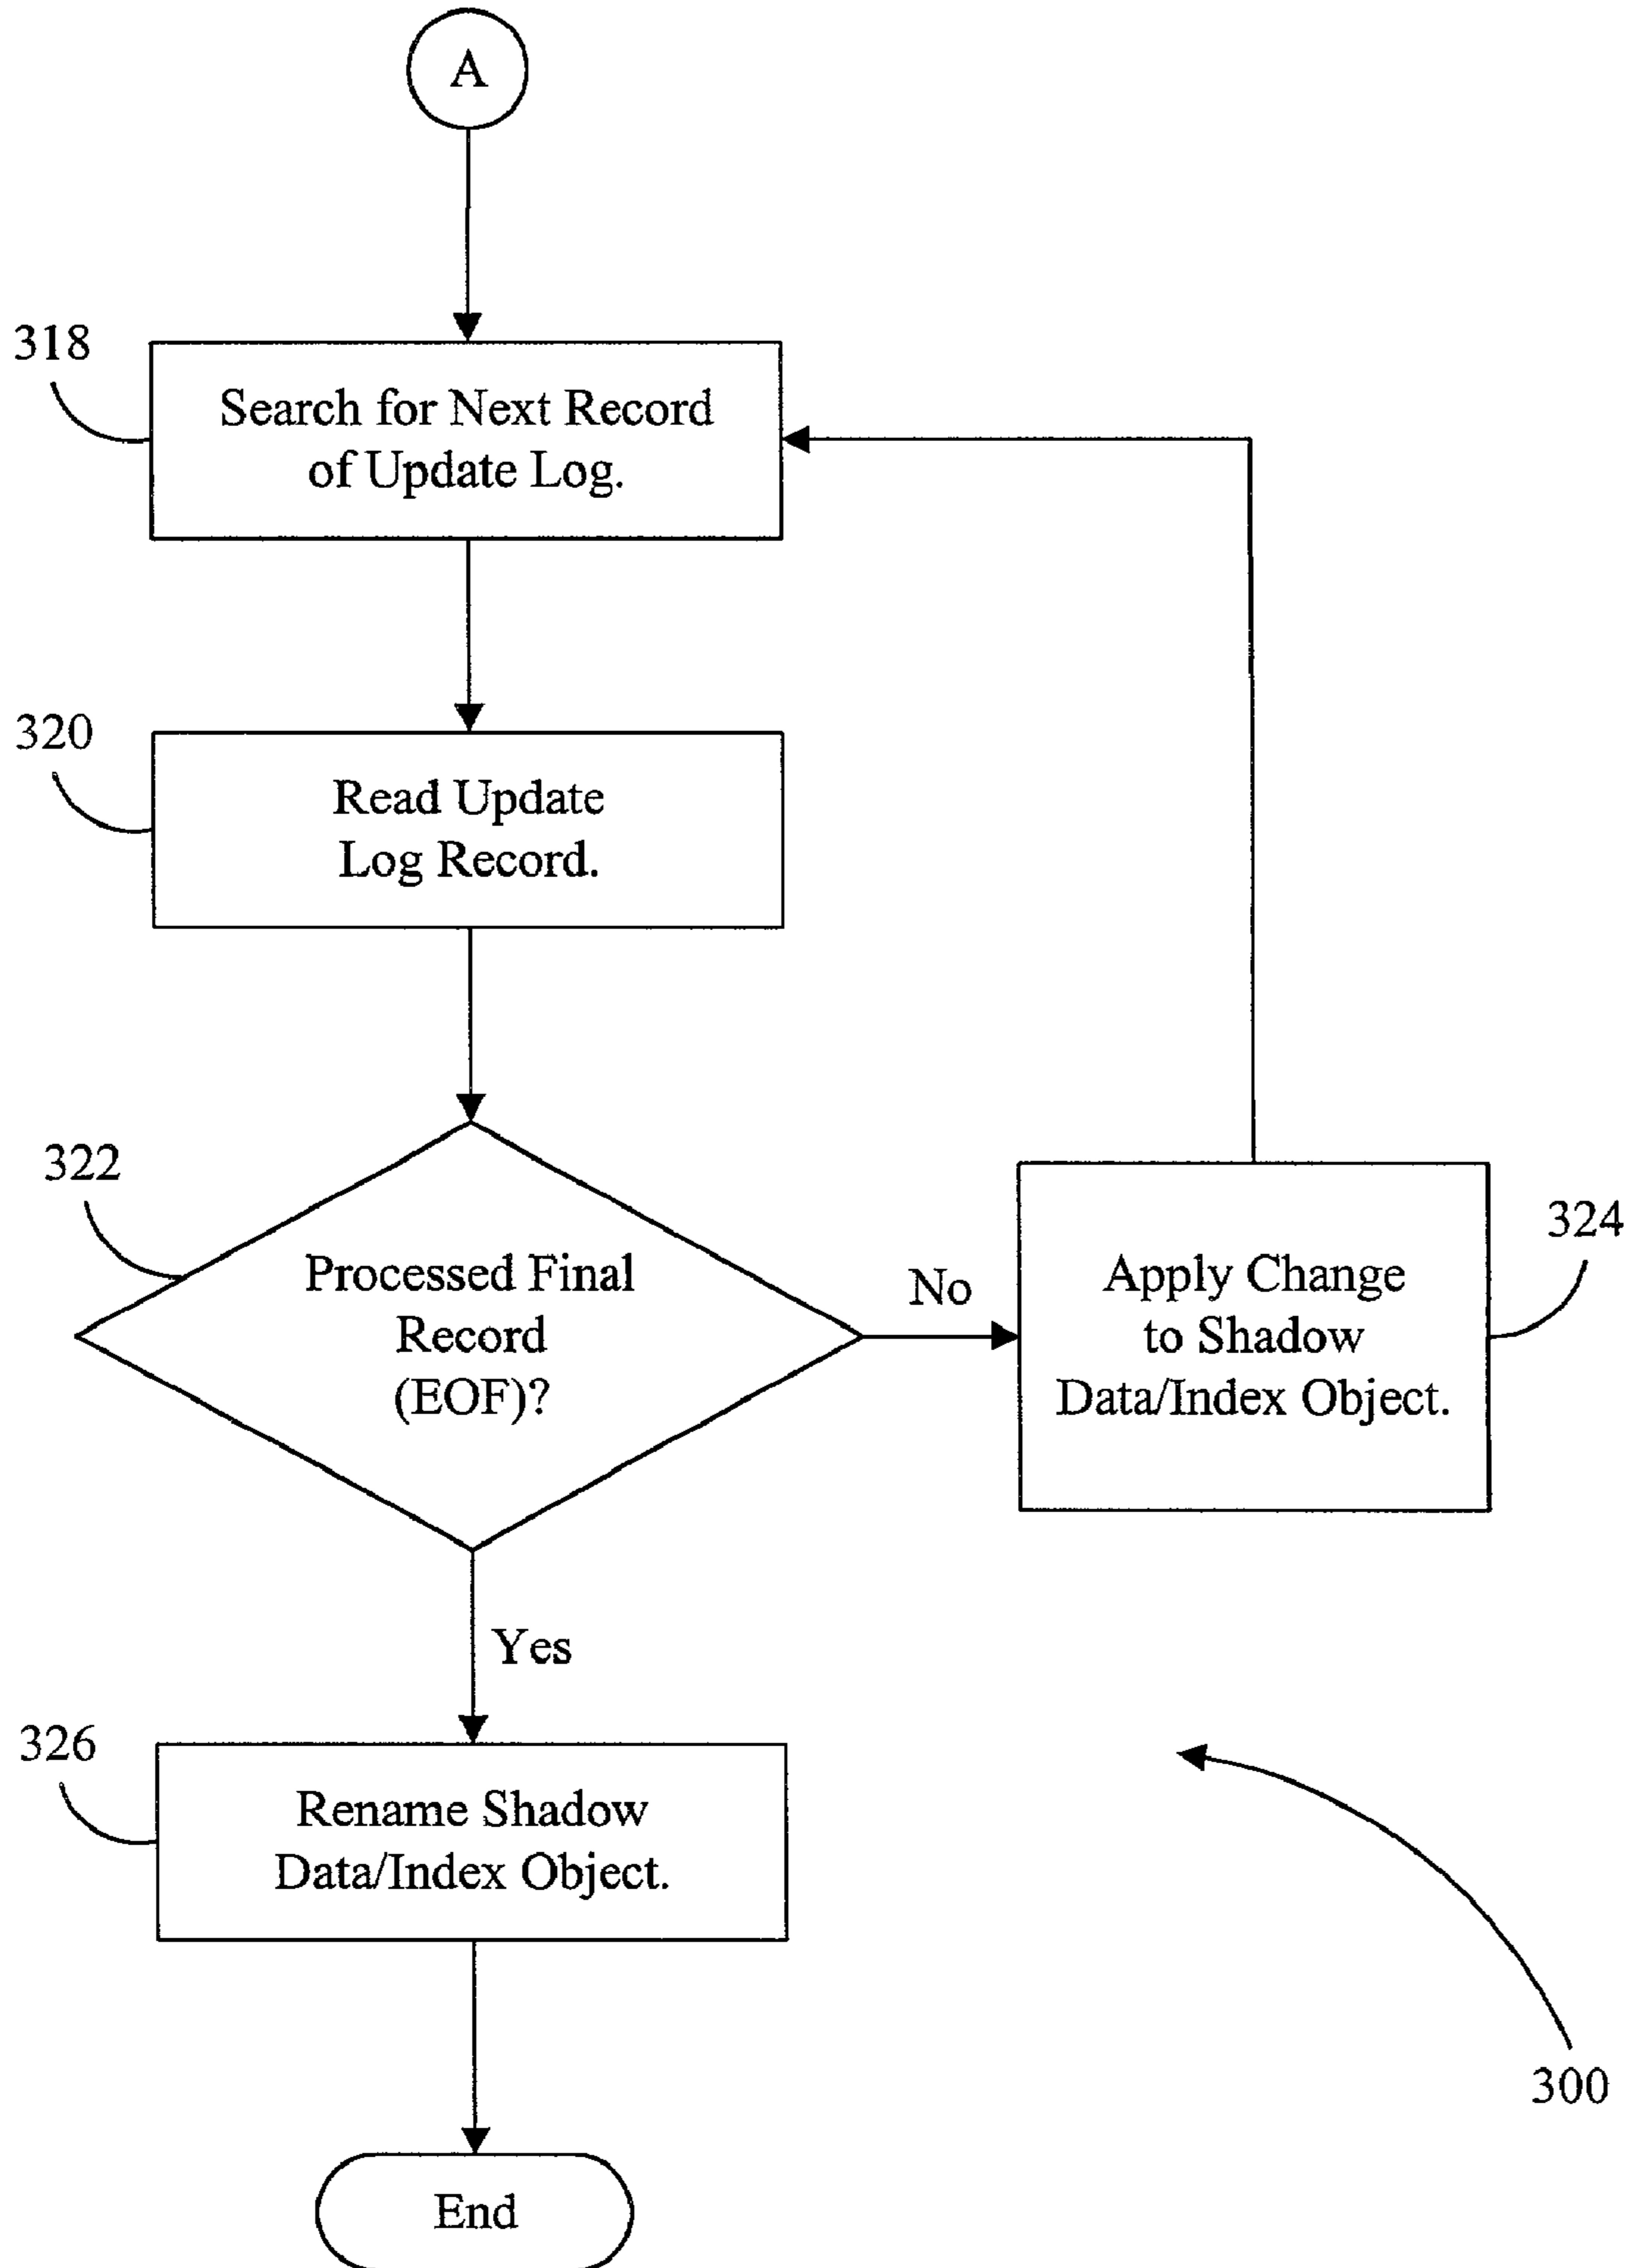 A
318
Search for Next Record
of Update Log.
320
Read Update
Log Record.
322
Processed Final
Record
(EOF)?
No
324
Apply Change
to Shadow
Data/Index Object.
Yes
326
Rename Shadow
Data/Index Object.
300
End